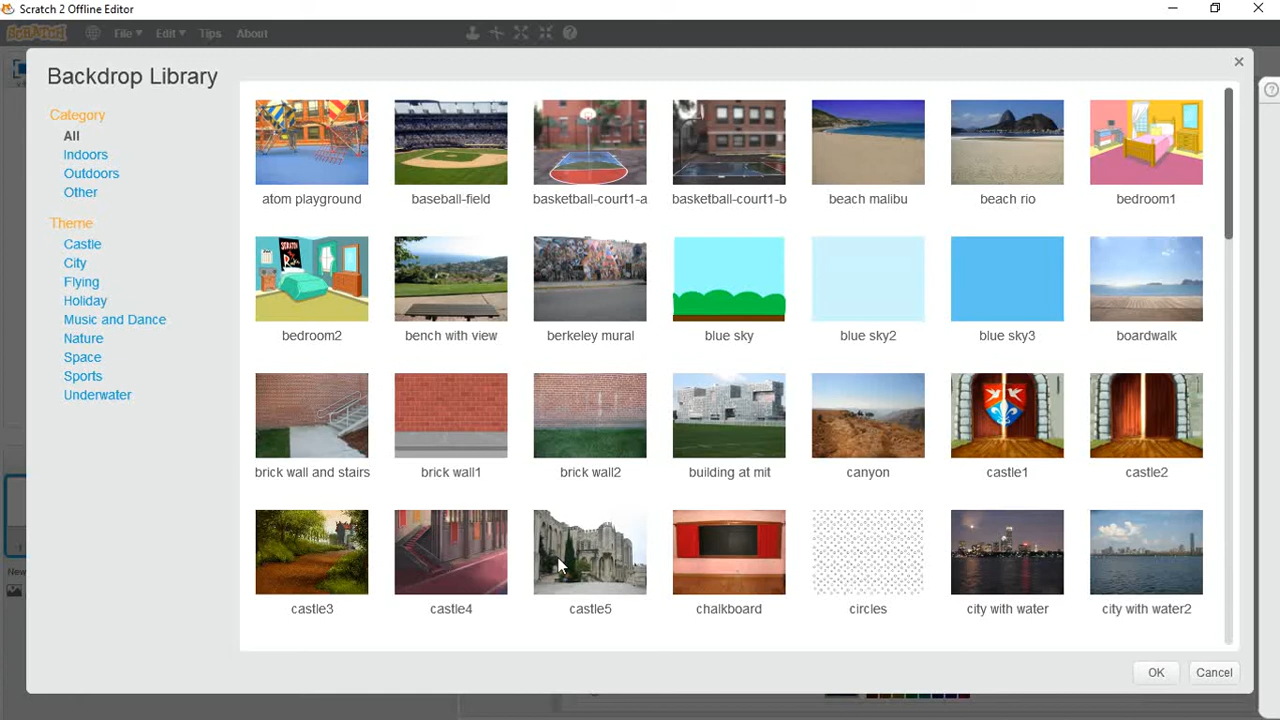 Scratch 2 Offline Editor
SCRATCH File Edit Tips About
Backdrop Library
Category
All
Indoors
Outdoors
Other
Theme
Castle
City
Flying
Holiday
Music and Dance
Nature
Space
Sports
Underwater
atom playground baseball-field basketball-court1-a basketball-court1-b beach malibu beach rio bedroom1
bedroom2 bench with view berkeley mural blue sky blue sky2 blue sky3 boardwalk
brick wall and stairs brick wall1 brick wall2 building at mit canyon castle1 castle2
castle3 castle4 castle5 chalkboard circles city with water city with water2
New
OK Cancel